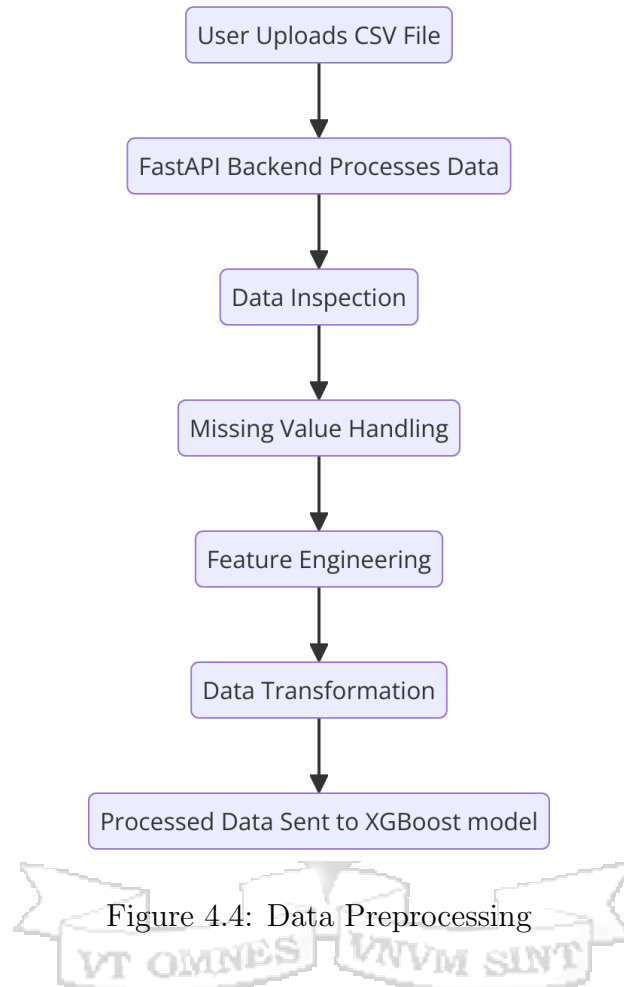 User Uploads CSV File
FastAPI Backend Processes Data
Data Inspection
Missing Value Handling
Feature Engineering
Data Transformation
Processed Data Sent to XGBoost model
Figure 4.4: Data Preprocessing
VT OMNES VNVM SINT